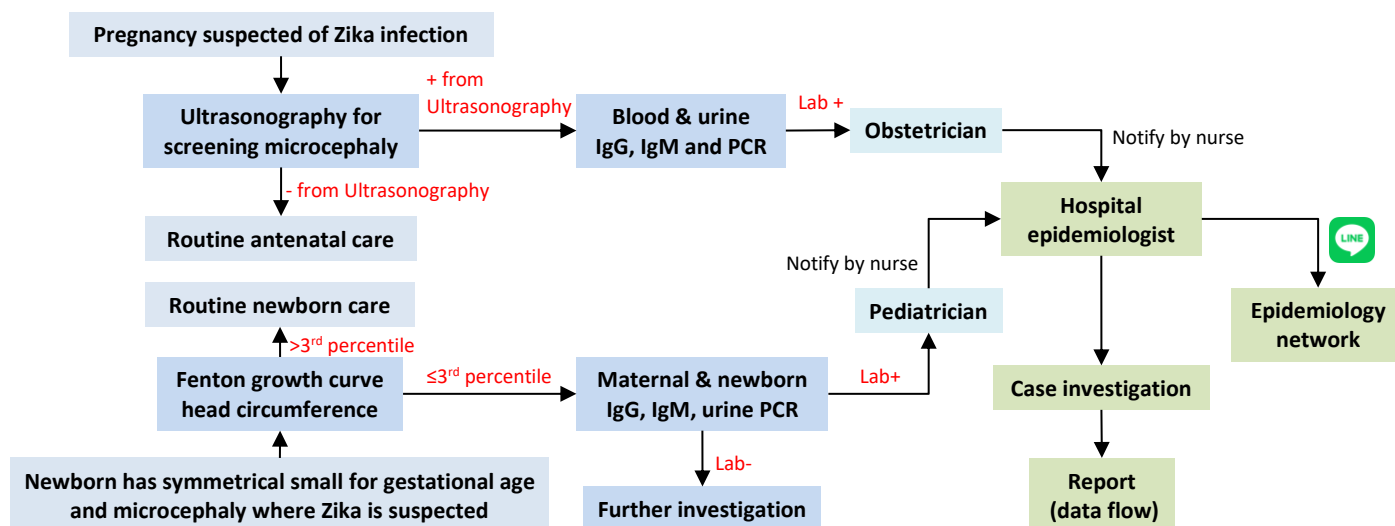 Pregnancy suspected of Zika infection
+ from
Ultrasonography
Ultrasonography for
screening microcephaly
Blood & urine
IgG, IgM and PCR
Lab +
Obstetrician
Notify by nurse
- from Ultrasonography
Routine antenatal care
Hospital
epidemiologist
LINE
Epidemiology
network
Notify by nurse
Pediatrician
Routine newborn care
>3rd percentile
Fenton growth curve
head circumference
≤3rd percentile
Maternal & newborn
IgG, IgM, urine PCR
Lab+
Case investigation
Newborn has symmetrical small for gestational age
and microcephaly where Zika is suspected
Lab-
Further investigation
Report
(data flow)